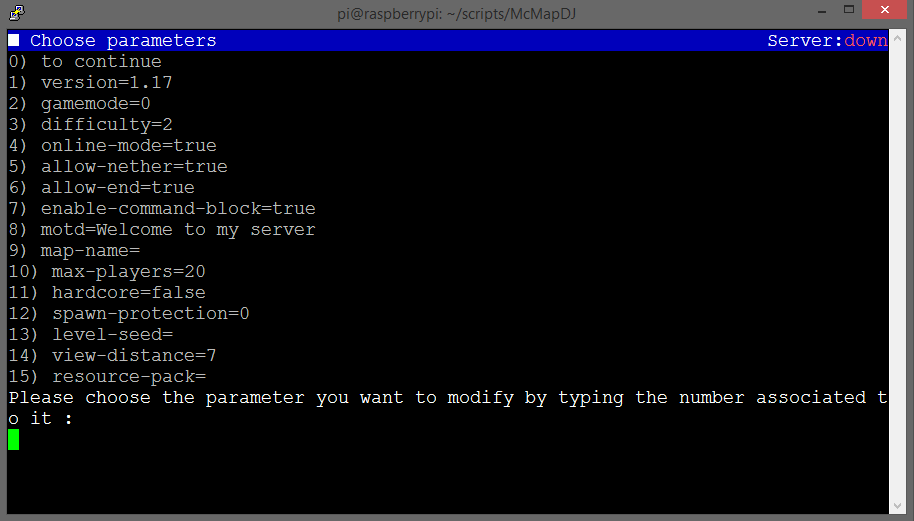 pi@raspberrypi: ~/scripts/McMapDJ
Choose parameters Server:down
0) to continue
1) version=1.17
2) gamemode=0
3) difficulty=2
4) online-mode=true
5) allow-nether=true
6) allow-end=true
7) enable-command-block=true
8) motd=Welcome to my server
9) map-name=
10) max-players=20
11) hardcore=false
12) spawn-protection=0
13) level-seed=
14) view-distance=7
15) resource-pack=
Please choose the parameter you want to modify by typing the number associated t
o it :